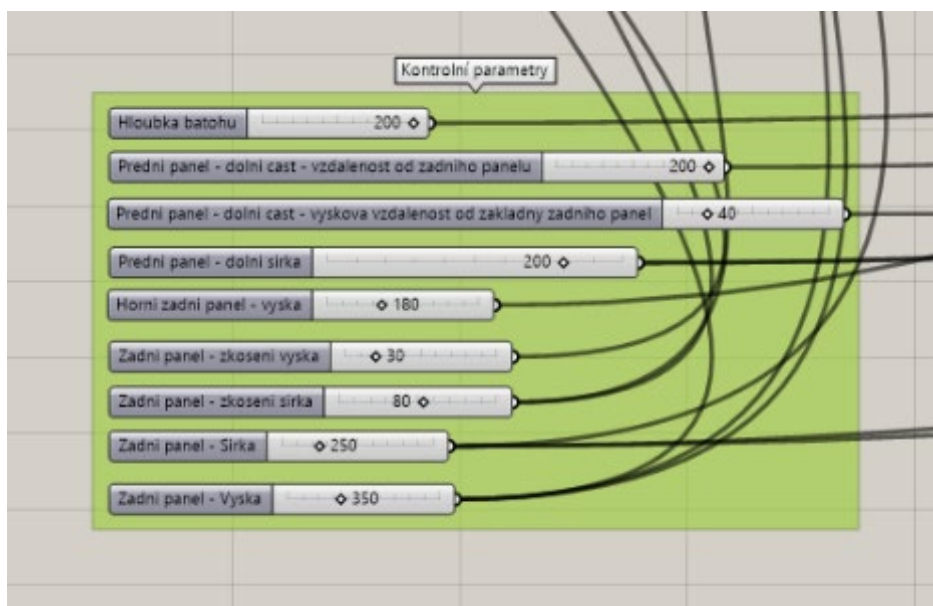 Kontrolní parametry
Hloubka batohu 200
Predni panel - dolni cast - vzdalenost od zadniho panelu 200
Predni panel - dolni cast - vyskova vzdalenost od zakladny zadniho panel 40
Predni panel - dolni sirka 200
Horni zadni panel - vyska 180
Zadni panel - zkoseni vyska 30
Zadni panel - zkoseni sirka 80
Zadni panel - Sirka 250
Zadni panel - Vyska 350